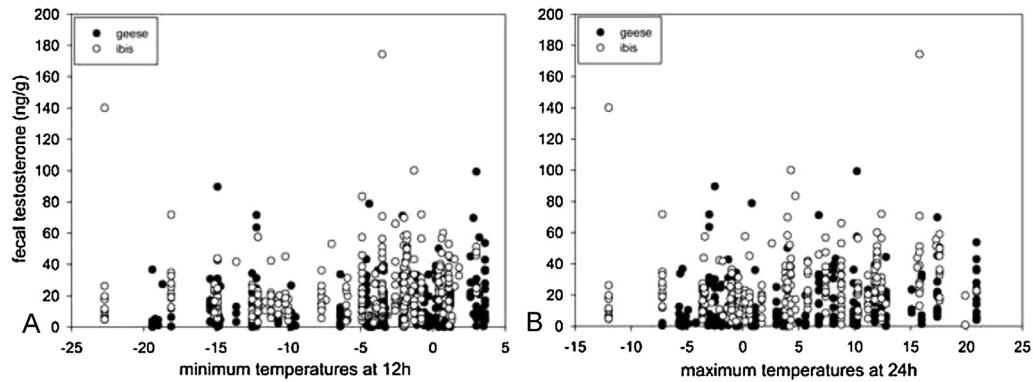 geese
ibis
fecal testosterone (ng/g)
200
180
160
140
120
100
80
60
40
20
0
-25 -20 -15 -10 -5 0 5
minimum temperatures at 12h
A
geese
ibis
200
180
160
140
120
100
80
60
40
20
0
-15 -10 -5 0 5 10 15 20 25
maximum temperatures at 24h
B